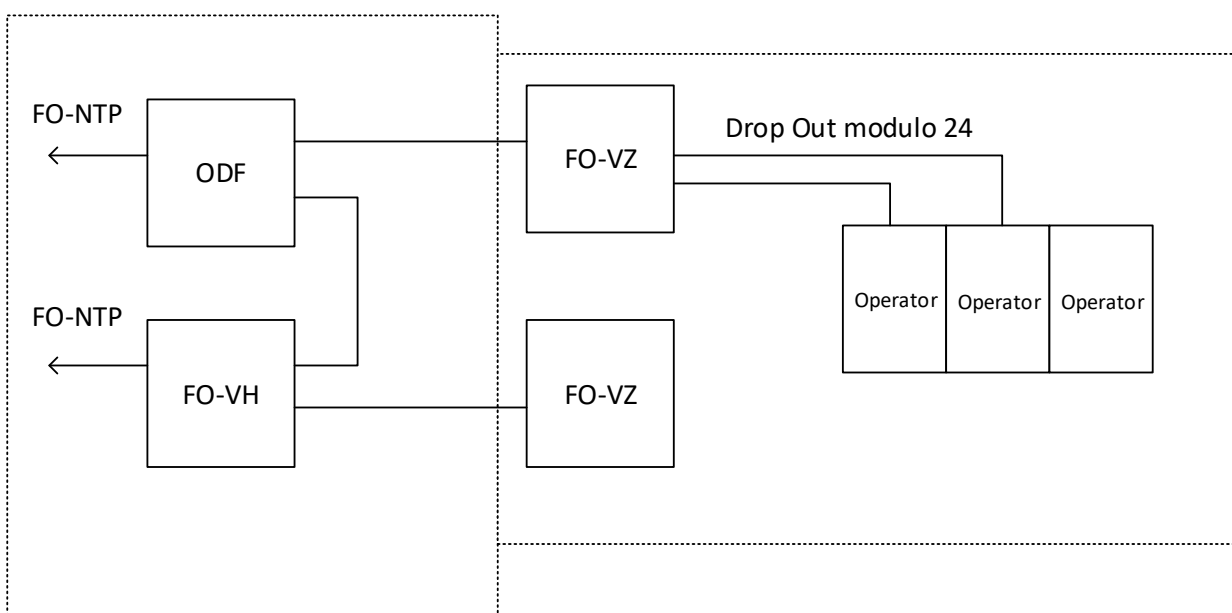 FO-NTP
ODF
FO-VZ
Drop Out modulo 24
Operator
Operator
Operator
FO-NTP
FO-VH
FO-VZ